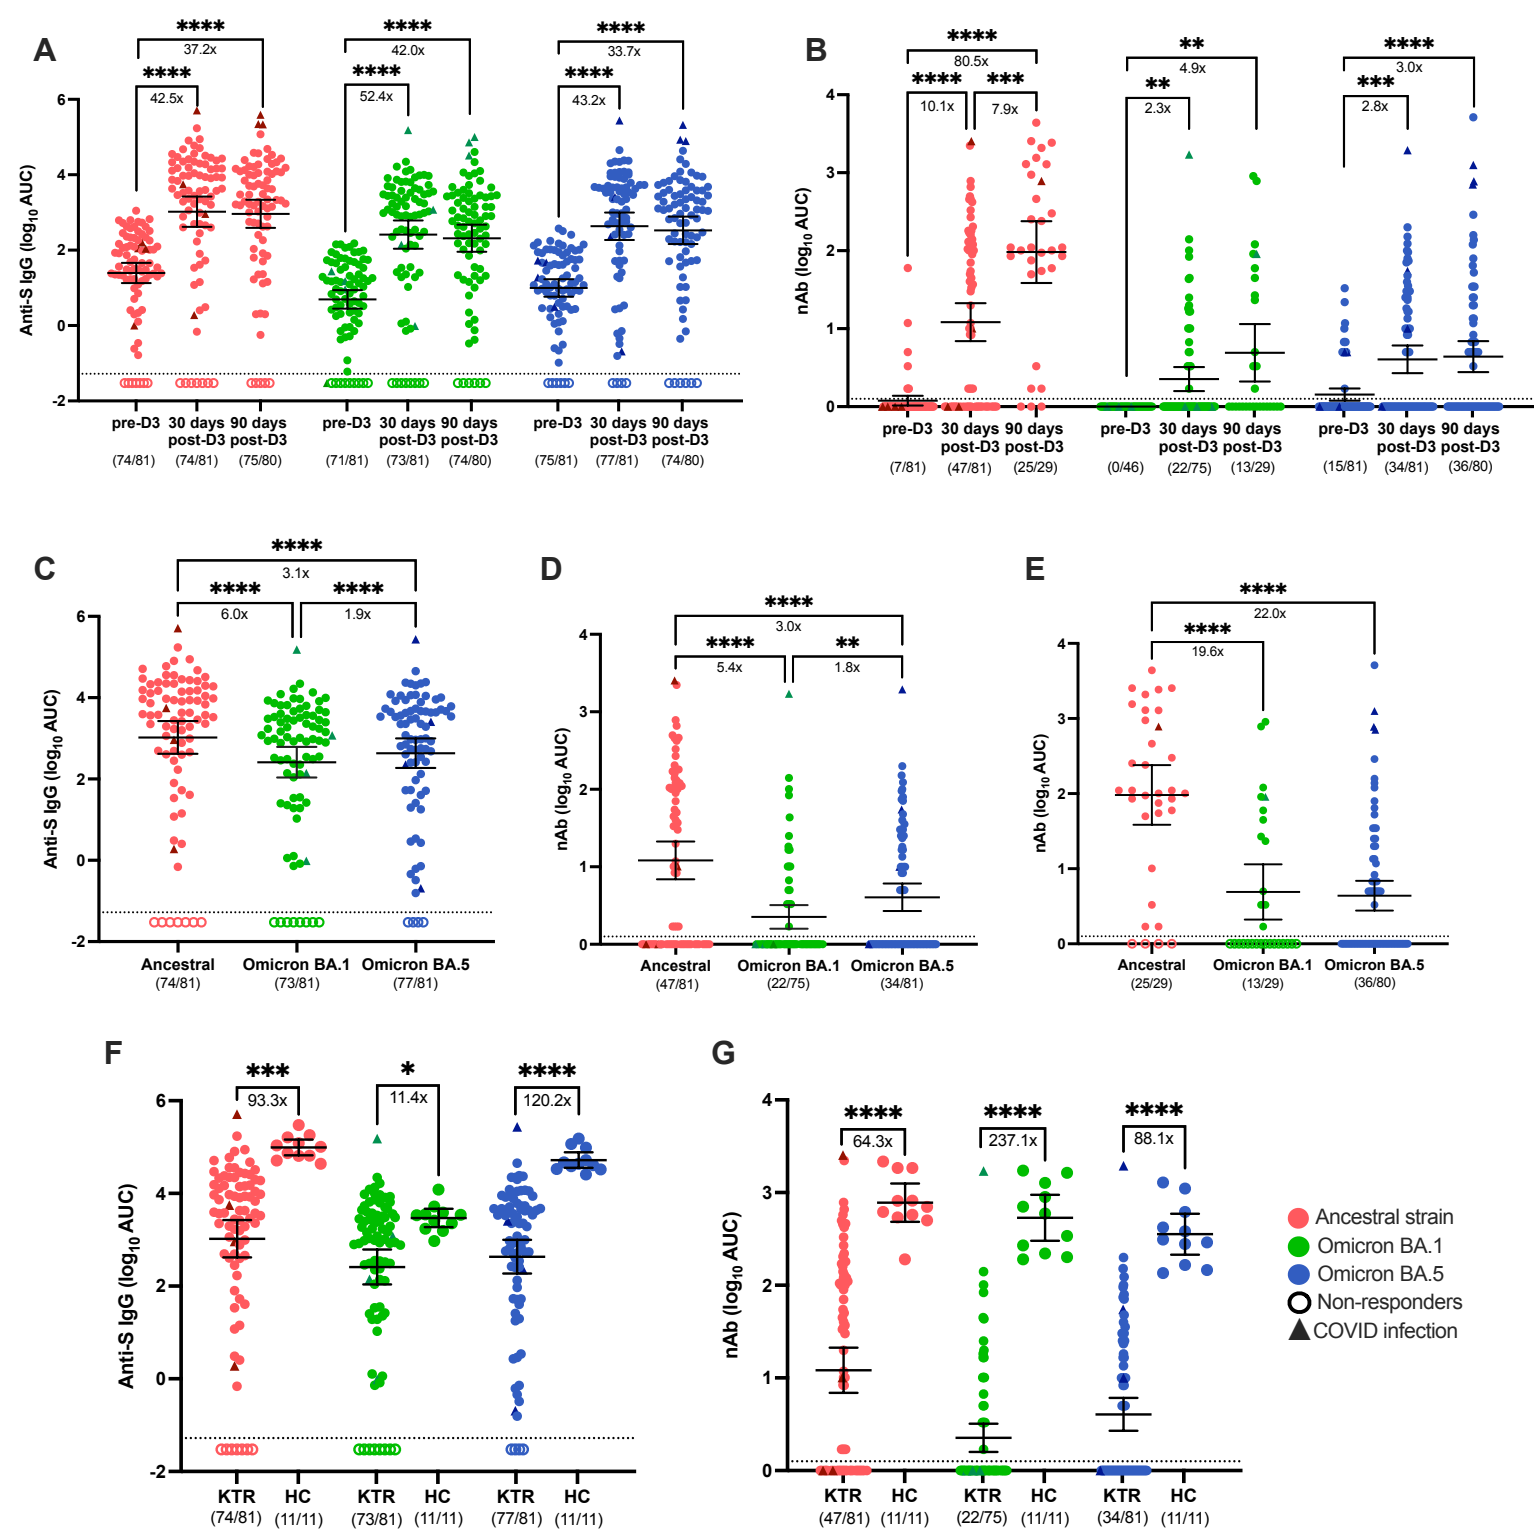 A
****
37.2x
****
42.5x
****
42.0x
****
52.4x
****
33.7x
****
43.2x
Anti-S IgG (log10 AUC)
6
4
2
0
-2
pre-D3 30 days post-D3 90 days post-D3
(74/81) (74/81) (75/80)
pre-D3 30 days post-D3 90 days post-D3
(71/81) (73/81) (74/80)
pre-D3 30 days post-D3 90 days post-D3
(75/81) (77/81) (74/80)
B
****
80.5x
****
10.1x
***
7.9x
**
4.9x
**
2.3x
****
3.0x
***
2.8x
nAb (log10 AUC)
4
3
2
1
0
pre-D3 30 days post-D3 90 days post-D3
(7/81) (47/81) (25/29)
pre-D3 30 days post-D3 90 days post-D3
(0/46) (22/75) (13/29)
pre-D3 30 days post-D3 90 days post-D3
(15/81) (34/81) (36/80)
C
****
3.1x
****
6.0x
****
1.9x
Anti-S IgG (log10 AUC)
6
4
2
0
-2
Ancestral Omicron BA.1 Omicron BA.5
(74/81) (73/81) (77/81)
D
****
3.0x
****
5.4x
**
1.8x
nAb (log10 AUC)
4
3
2
1
0
Ancestral Omicron BA.1 Omicron BA.5
(47/81) (22/75) (34/81)
E
****
22.0x
****
19.6x
nAb (log10 AUC)
4
3
2
1
0
Ancestral Omicron BA.1 Omicron BA.5
(25/29) (13/29) (36/80)
F
***
93.3x
*
11.4x
****
120.2x
Anti-S IgG (log10 AUC)
6
4
2
0
-2
KTR HC KTR HC KTR HC
(74/81) (11/11) (73/81) (11/11) (77/81) (11/11)
G
****
64.3x
****
237.1x
****
88.1x
nAb (log10 AUC)
4
3
2
1
0
KTR HC KTR HC KTR HC
(47/81) (11/11) (22/75) (11/11) (34/81) (11/11)
Ancestral strain
Omicron BA.1
Omicron BA.5
Non-responders
COVID infection